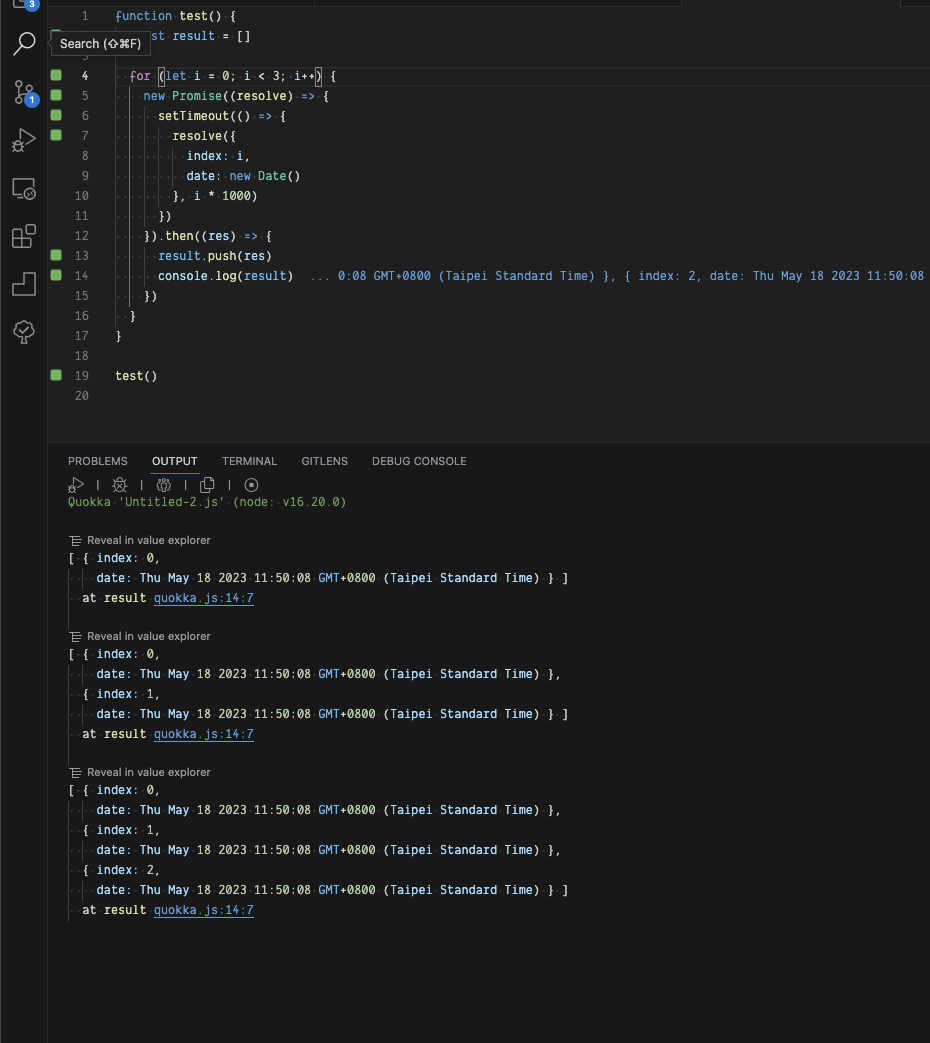 3
1 function test() {
Search (⇧⌘F) st result = []
4 for (let i = 0; i < 3; i++) {
5 new Promise((resolve) => {
1
6 setTimeout(() => {
7 resolve({
8 index: i,
9 date: new Date()
10 }, i * 1000)
11 })
12 }).then((res) => {
13 result.push(res)
14 console.log(result) ... 0:08 GMT+0800 (Taipei Standard Time) }, { index: 2, date: Thu May 18 2023 11:50:08
15 })
16 }
17 }
18
19 test()
20
PROBLEMS OUTPUT TERMINAL GITLENS DEBUG CONSOLE
Quokka 'Untitled-2.js' (node: v16.20.0)
Reveal in value explorer
[ { index: 0,
date: Thu May 18 2023 11:50:08 GMT+0800 (Taipei Standard Time) } ]
at result quokka.js:14:7
Reveal in value explorer
[ { index: 0,
date: Thu May 18 2023 11:50:08 GMT+0800 (Taipei Standard Time) },
{ index: 1,
date: Thu May 18 2023 11:50:08 GMT+0800 (Taipei Standard Time) } ]
at result quokka.js:14:7
Reveal in value explorer
[ { index: 0,
date: Thu May 18 2023 11:50:08 GMT+0800 (Taipei Standard Time) },
{ index: 1,
date: Thu May 18 2023 11:50:08 GMT+0800 (Taipei Standard Time) },
{ index: 2,
date: Thu May 18 2023 11:50:08 GMT+0800 (Taipei Standard Time) } ]
at result quokka.js:14:7